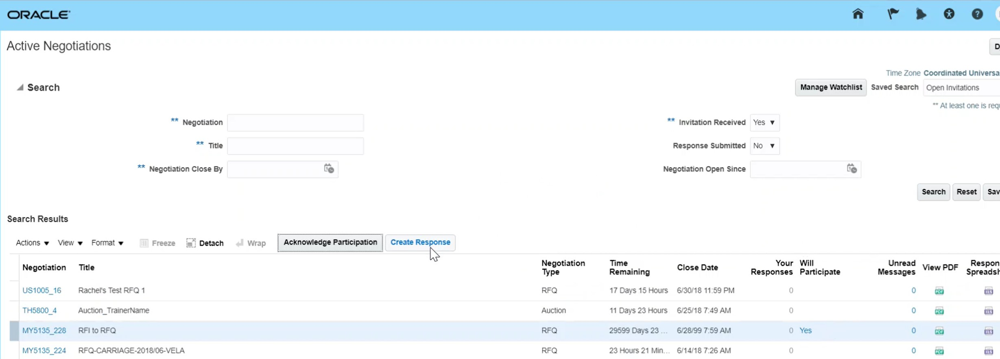 ORACLE
Active Negotiations
Time Zone Coordinated Universa
Search
Manage Watchlist Saved Search Open Invitations
** At least one is requ
** Negotiation
** Invitation Received Yes
** Title
Response Submitted No
** Negotiation Close By
Negotiation Open Since
Search Reset Sav
Search Results
Actions View Format Freeze Detach Wrap Acknowledge Participation Create Response
Negotiation Title Negotiation Type Time Remaining Close Date Your Responses Will Participate Unread Messages View PDF Respon Spreadsh
US1005_16 Rachel's Test RFQ 1 RFQ 17 Days 15 Hours 6/30/18 11:59 PM 0 0
TH5800_4 Auction_TrainerName Auction 11 Days 23 Hours 6/25/18 7:49 AM 0 0
MY5135_228 RFI to RFQ RFQ 29599 Days 23 ... 6/28/99 7:59 AM 0 Yes 0
MY5135_224 RFQ-CARRIAGE-2018/06-VELA RFQ 23 Hours 21 Min... 6/14/18 7:26 AM 0 0